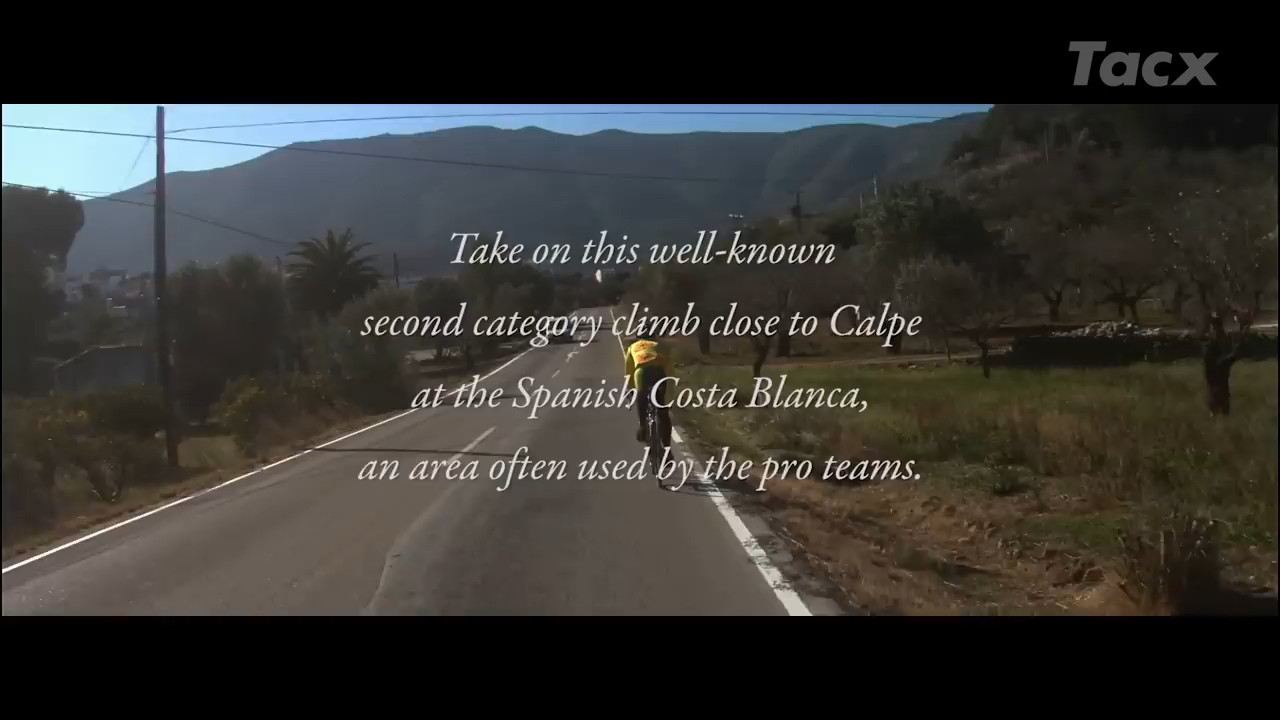 Tacx
Take on this well-known
second category climb close to Calpe
at the Spanish Costa Blanca,
an area often used by the pro teams.